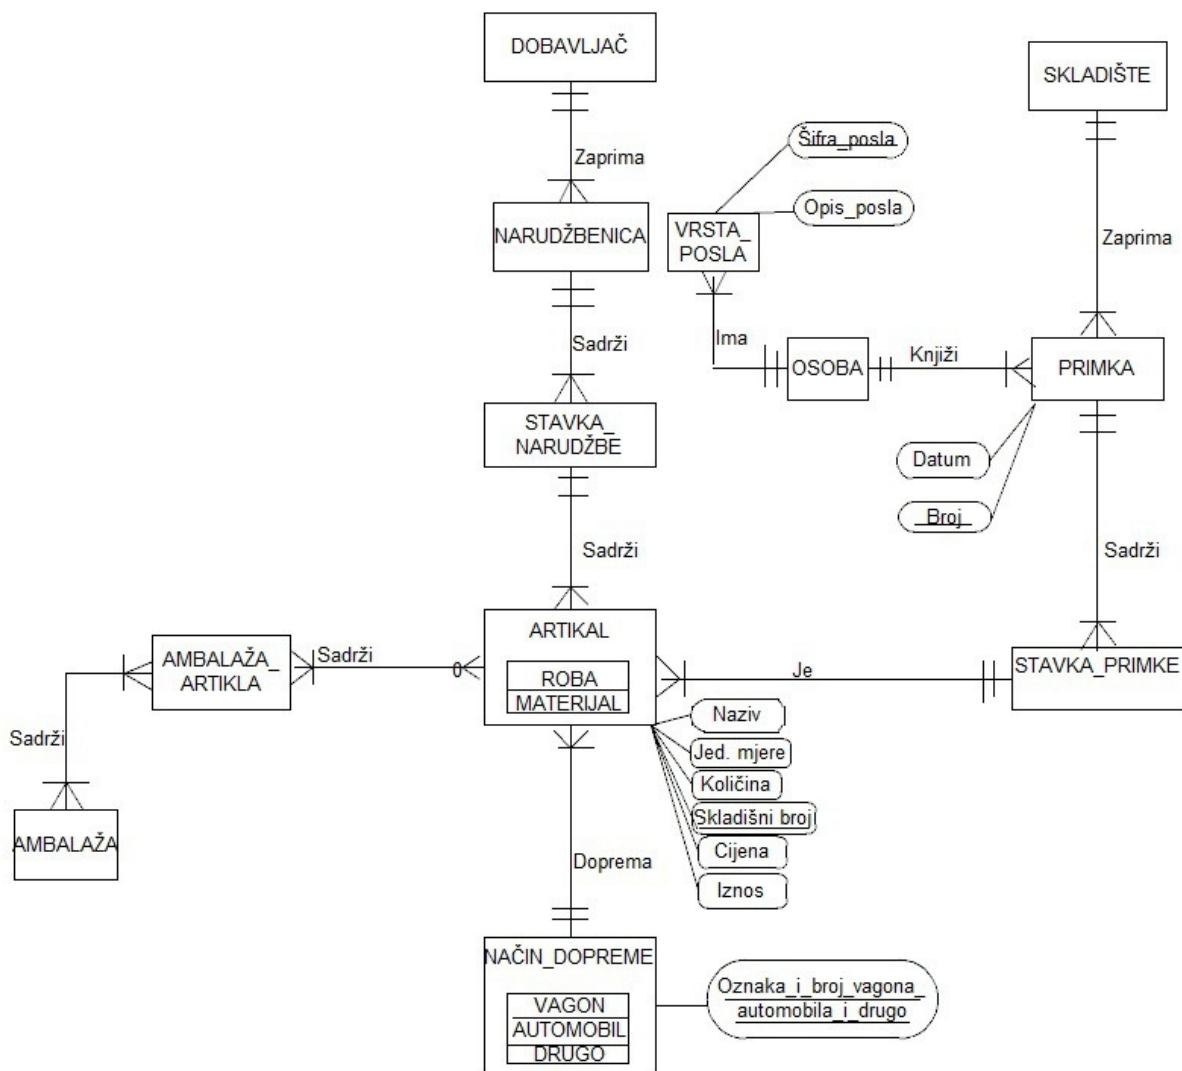 DOBAVLJAČ
SKLADIŠTE
Šifra_posla
Zaprima
Opis_posla
NARUDŽBENICA
VRSTA_
POSLA
Zaprima
Sadrži
Ima
OSOBA
Knjiži
PRIMKA
STAVKA_
NARUDŽBE
Datum
Broj
Sadrži
Sadrži
ARTIKAL
ROBA
MATERIJAL
AMBALAŽA_
ARTIKLA
Sadrži
0
Je
STAVKA_PRIMKE
Naziv
Jed. mjere
Količina
Skladišni broj
Cijena
Iznos
Sadrži
AMBALAŽA
Doprema
NAČIN_DOPREME
VAGON
AUTOMOBIL
DRUGO
Oznaka_i_broj_vagona_
automobila_i_drugo